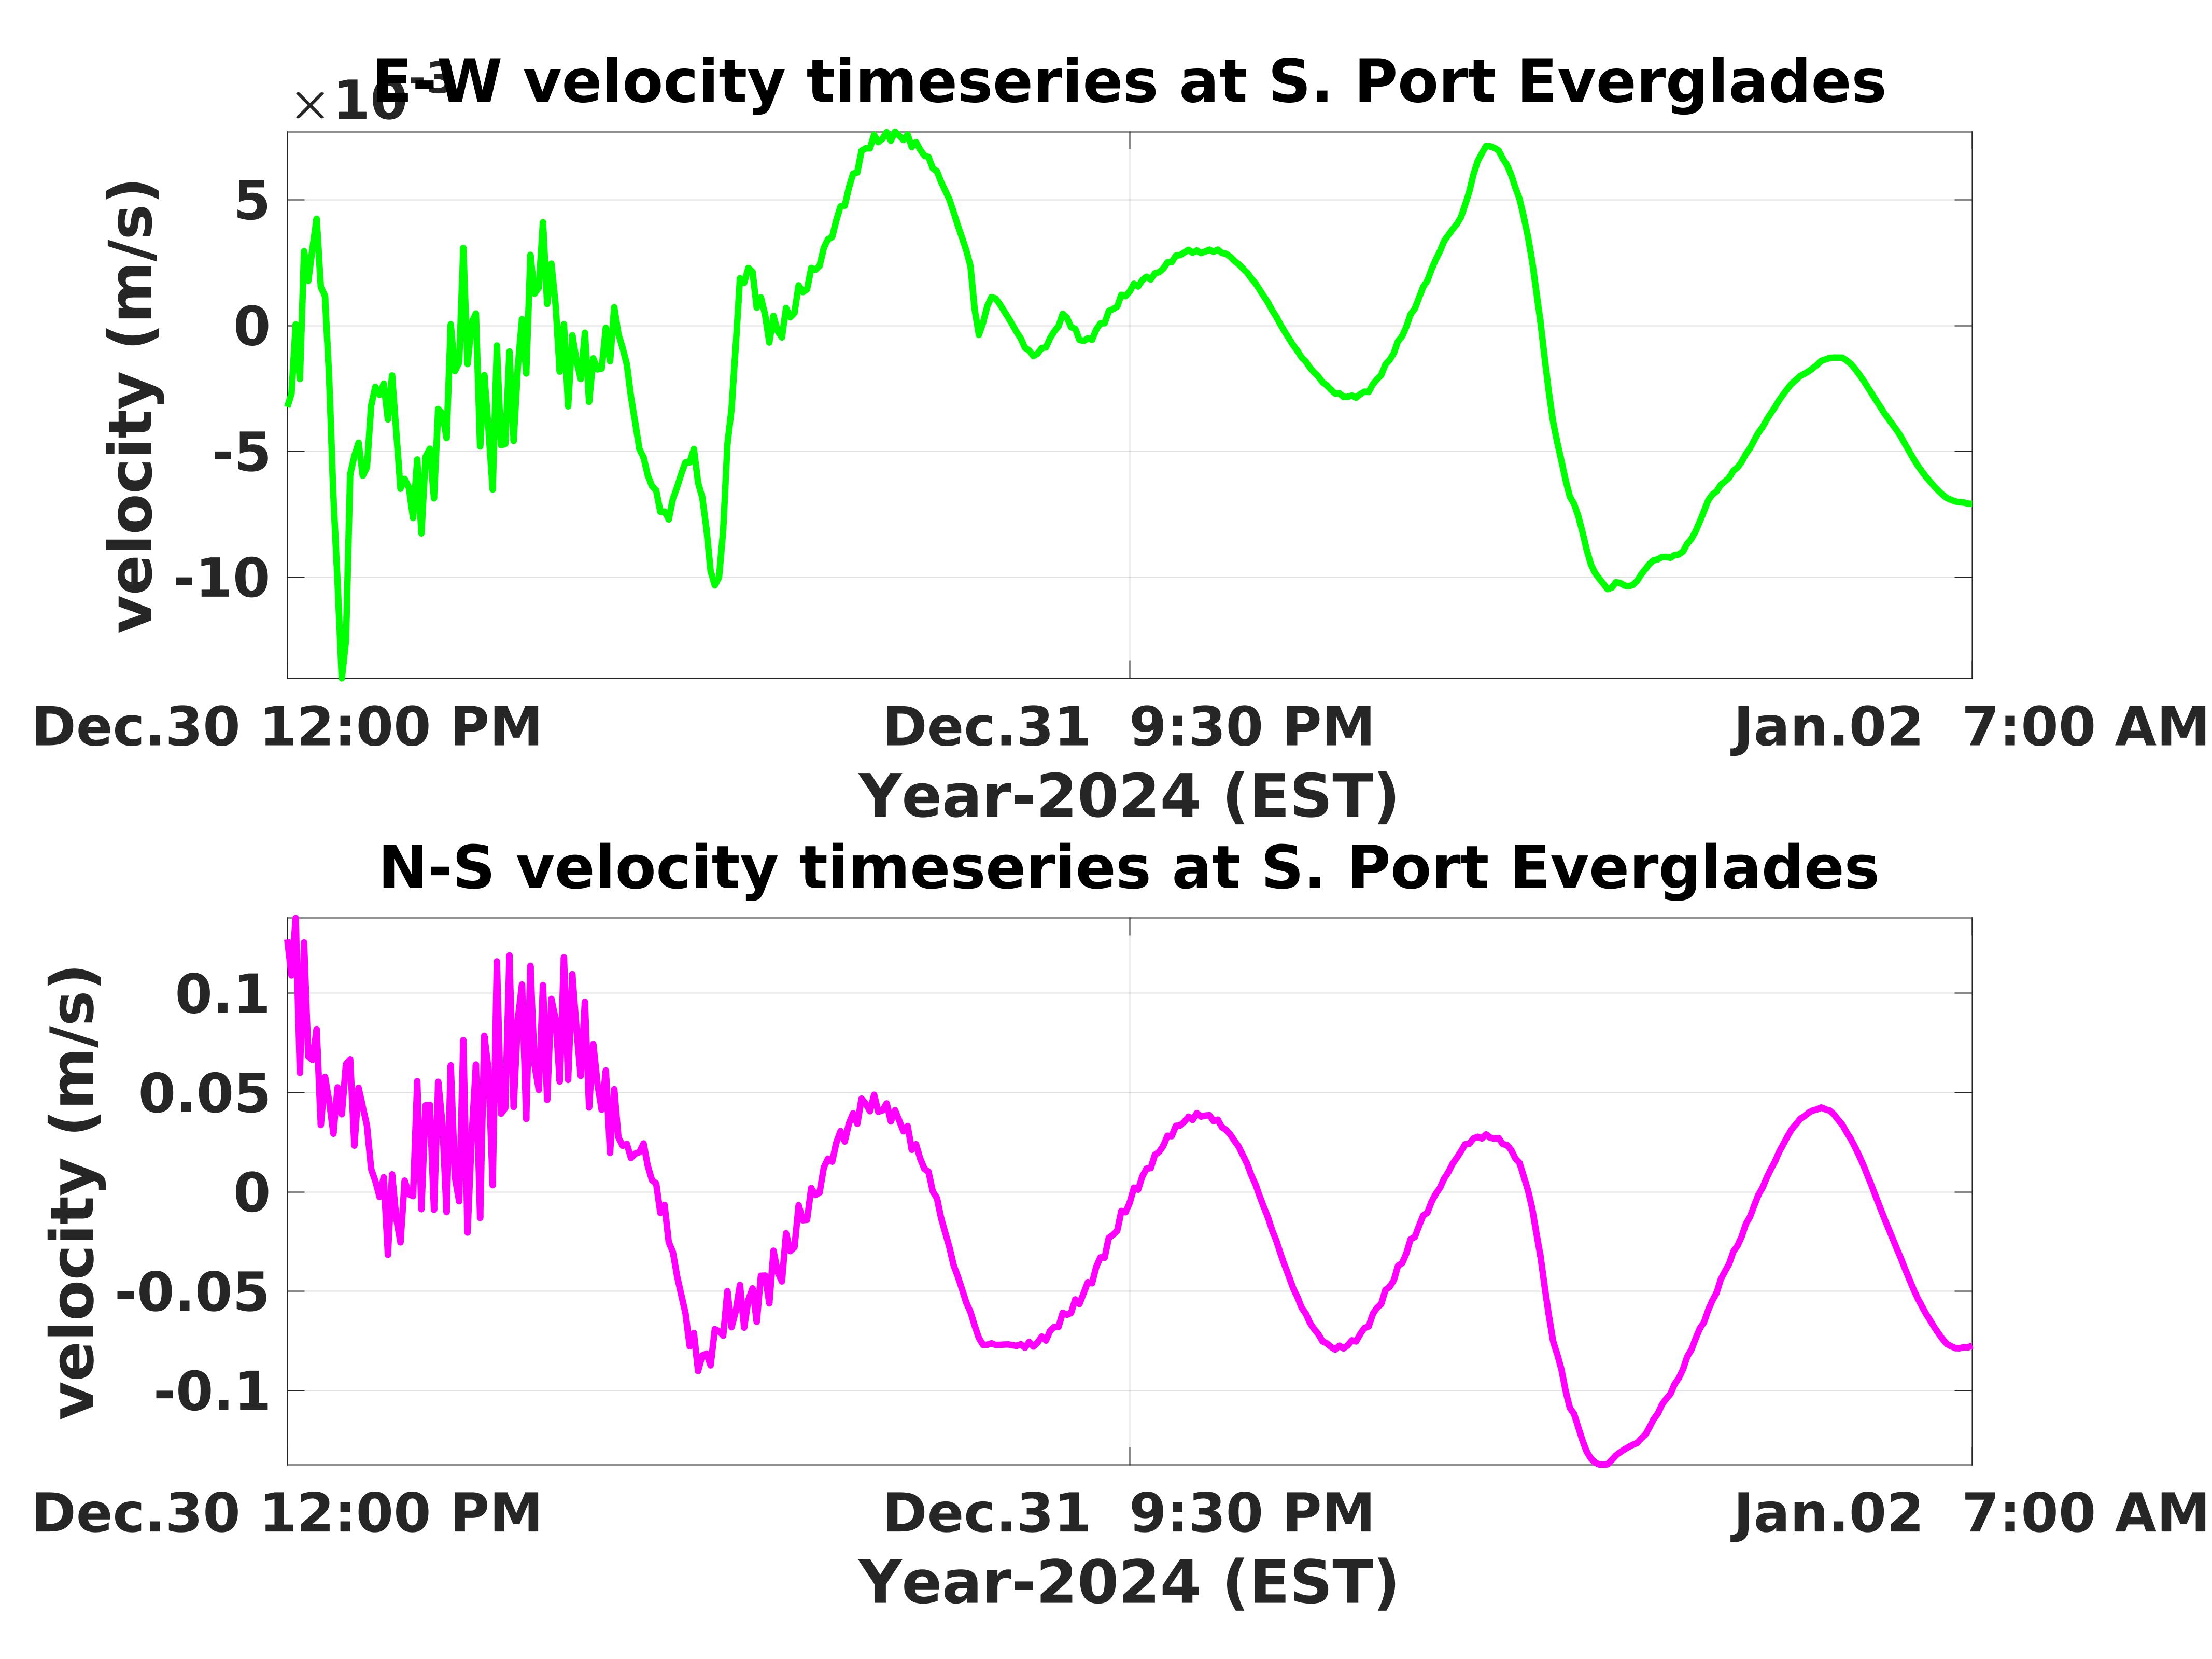 E-W velocity timeseries at S. Port Everglades
×10-3
velocity (m/s)
5
0
-5
-10
Dec.30 12:00 PM Dec.31 9:30 PM Jan.02 7:00 AM
Year-2024 (EST)
N-S velocity timeseries at S. Port Everglades
velocity (m/s)
0.1
0.05
0
-0.05
-0.1
Dec.30 12:00 PM Dec.31 9:30 PM Jan.02 7:00 AM
Year-2024 (EST)